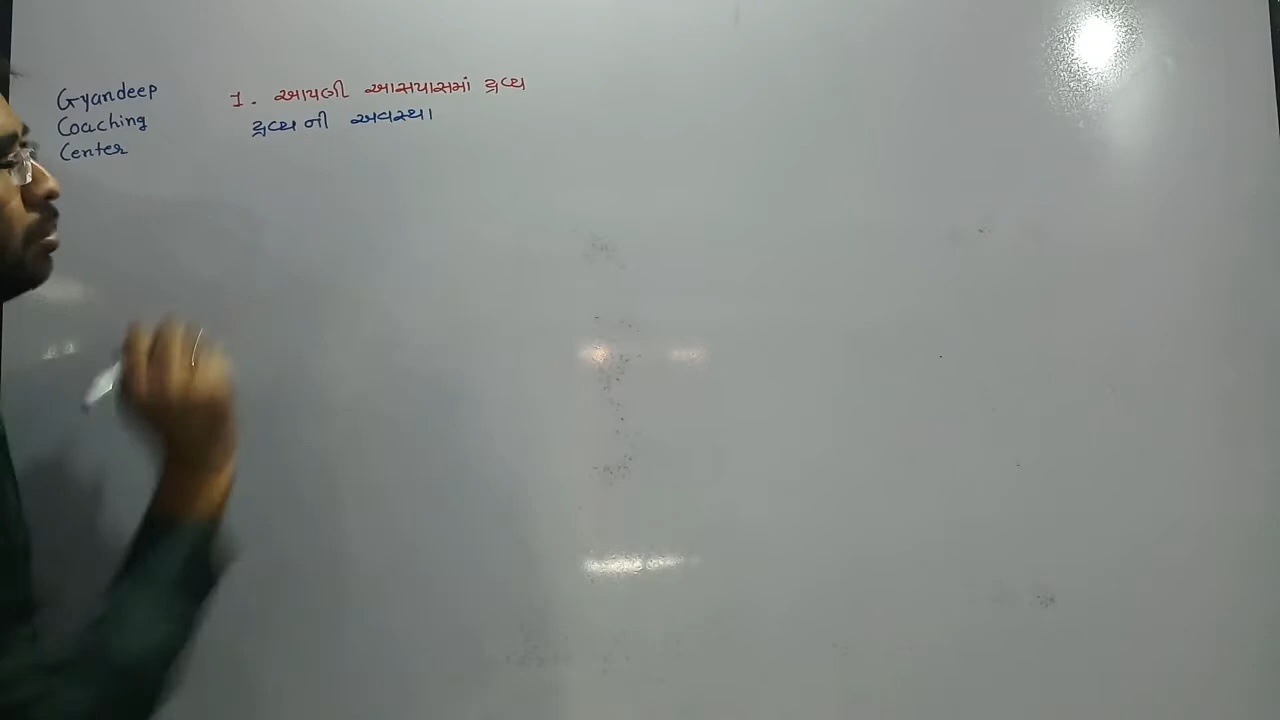 Gyandeep
Coaching
Center
1. આપણી આસપાસમાં દ્રવ્ય
દ્રવ્ય ની અવસ્થા